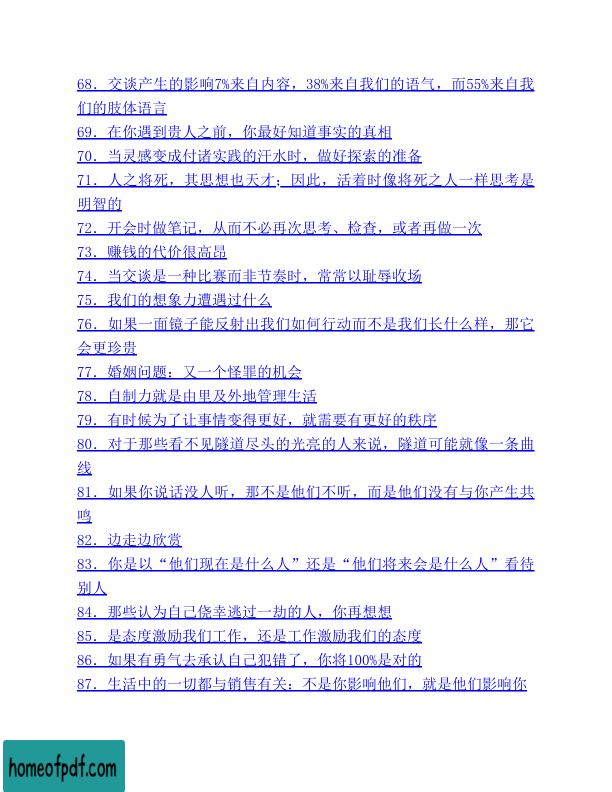 68．交谈产生的影响7%来自内容，38%来自我们的语气，而55%来自我
们的肢体语言
69．在你遇到贵人之前，你最好知道事实的真相
70．当灵感变成付诸实践的汗水时，做好探索的准备
71．人之将死，其思想也天才；因此，活着时像将死之人一样思考是
明智的
72．开会时做笔记，从而不必再次思考、检查，或者再做一次
73．赚钱的代价很高昂
74．当交谈是一种比赛而非节奏时，常常以耻辱收场
75．我们的想象力遭遇过什么
76．如果一面镜子能反射出我们如何行动而不是我们长什么样，那它
会更珍贵
77．婚姻问题：又一个怪罪的机会
78．自制力就是由里及外地管理生活
79．有时候为了让事情变得更好，就需要有更好的秩序
80．对于那些看不见隧道尽头的光亮的人来说，隧道可能就像一条曲
线
81．如果你说话没人听，那不是他们不听，而是他们没有与你产生共
鸣
82．边走边欣赏
83．你是以“他们现在是什么人”还是“他们将来会是什么人”看待
别人
84．那些认为自己侥幸逃过一劫的人，你再想想
85．是态度激励我们工作，还是工作激励我们的态度
86．如果有勇气去承认自己犯错了，你将100%是对的
87．生活中的一切都与销售有关：不是你影响他们，就是他们影响你
homeofpdf.com